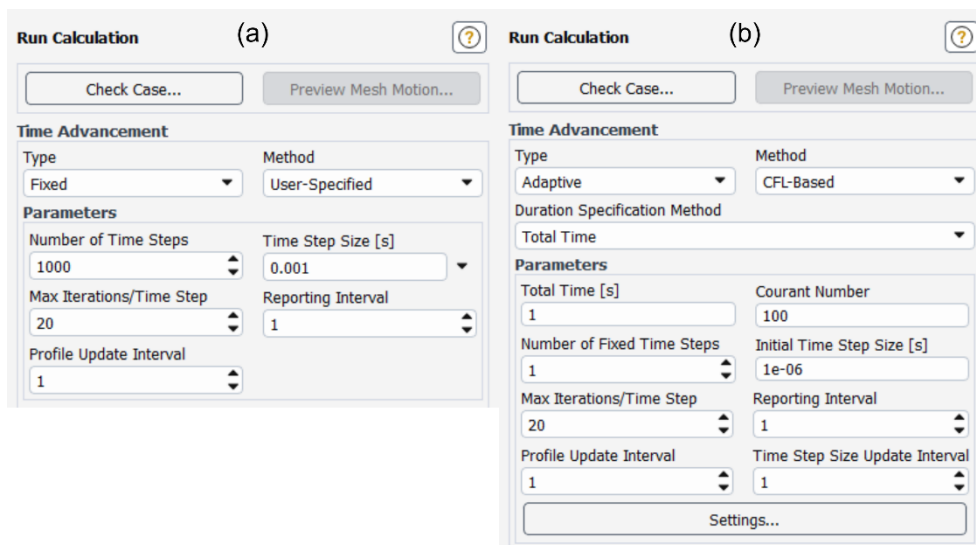 Run Calculation (a) ?
Check Case... Preview Mesh Motion...
Time Advancement
Type Method
Fixed User-Specified
Parameters
Number of Time Steps Time Step Size [s]
1000 0.001
Max Iterations/Time Step Reporting Interval
20 1
Profile Update Interval
1
Run Calculation (b) ?
Check Case... Preview Mesh Motion...
Time Advancement
Type Method
Adaptive CFL-Based
Duration Specification Method
Total Time
Parameters
Total Time [s] Courant Number
1 100
Number of Fixed Time Steps Initial Time Step Size [s]
1 1e-06
Max Iterations/Time Step Reporting Interval
20 1
Profile Update Interval Time Step Size Update Interval
1 1
Settings...